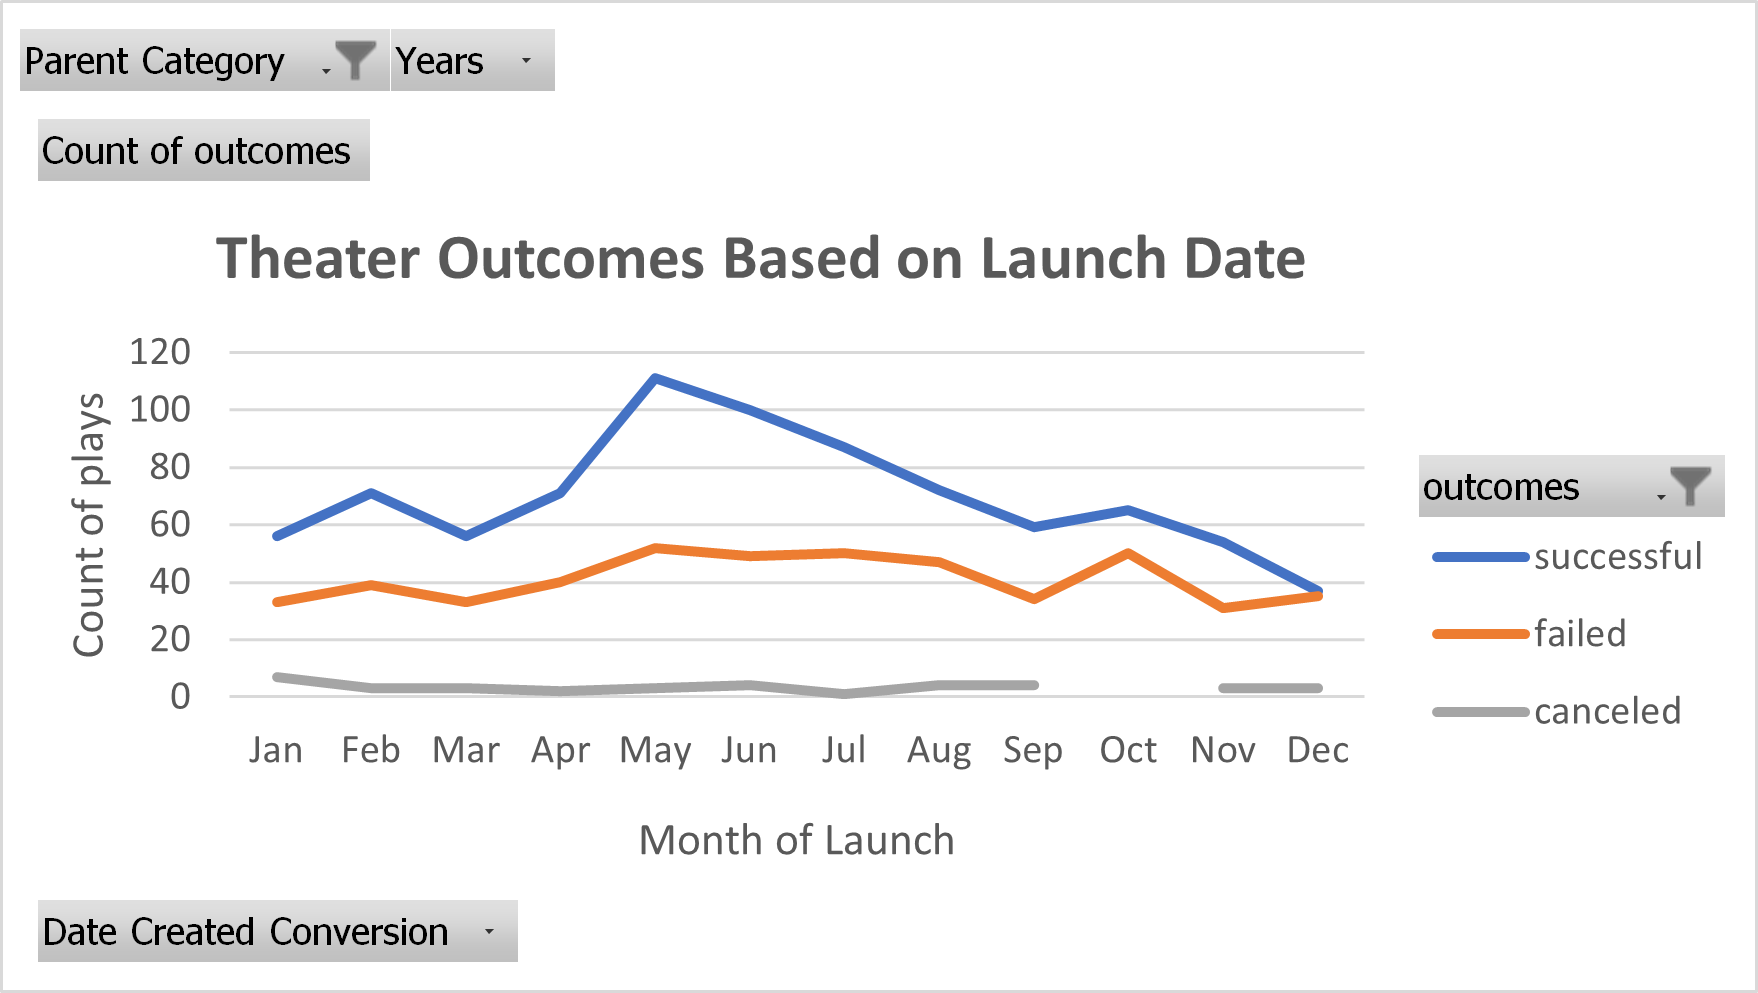 Parent Category Years
Count of outcomes
Theater Outcomes Based on Launch Date
Count of plays
120
100
80
60
40
20
0
Jan Feb Mar Apr May Jun Jul Aug Sep Oct Nov Dec
Month of Launch
outcomes
successful
failed
canceled
Date Created Conversion